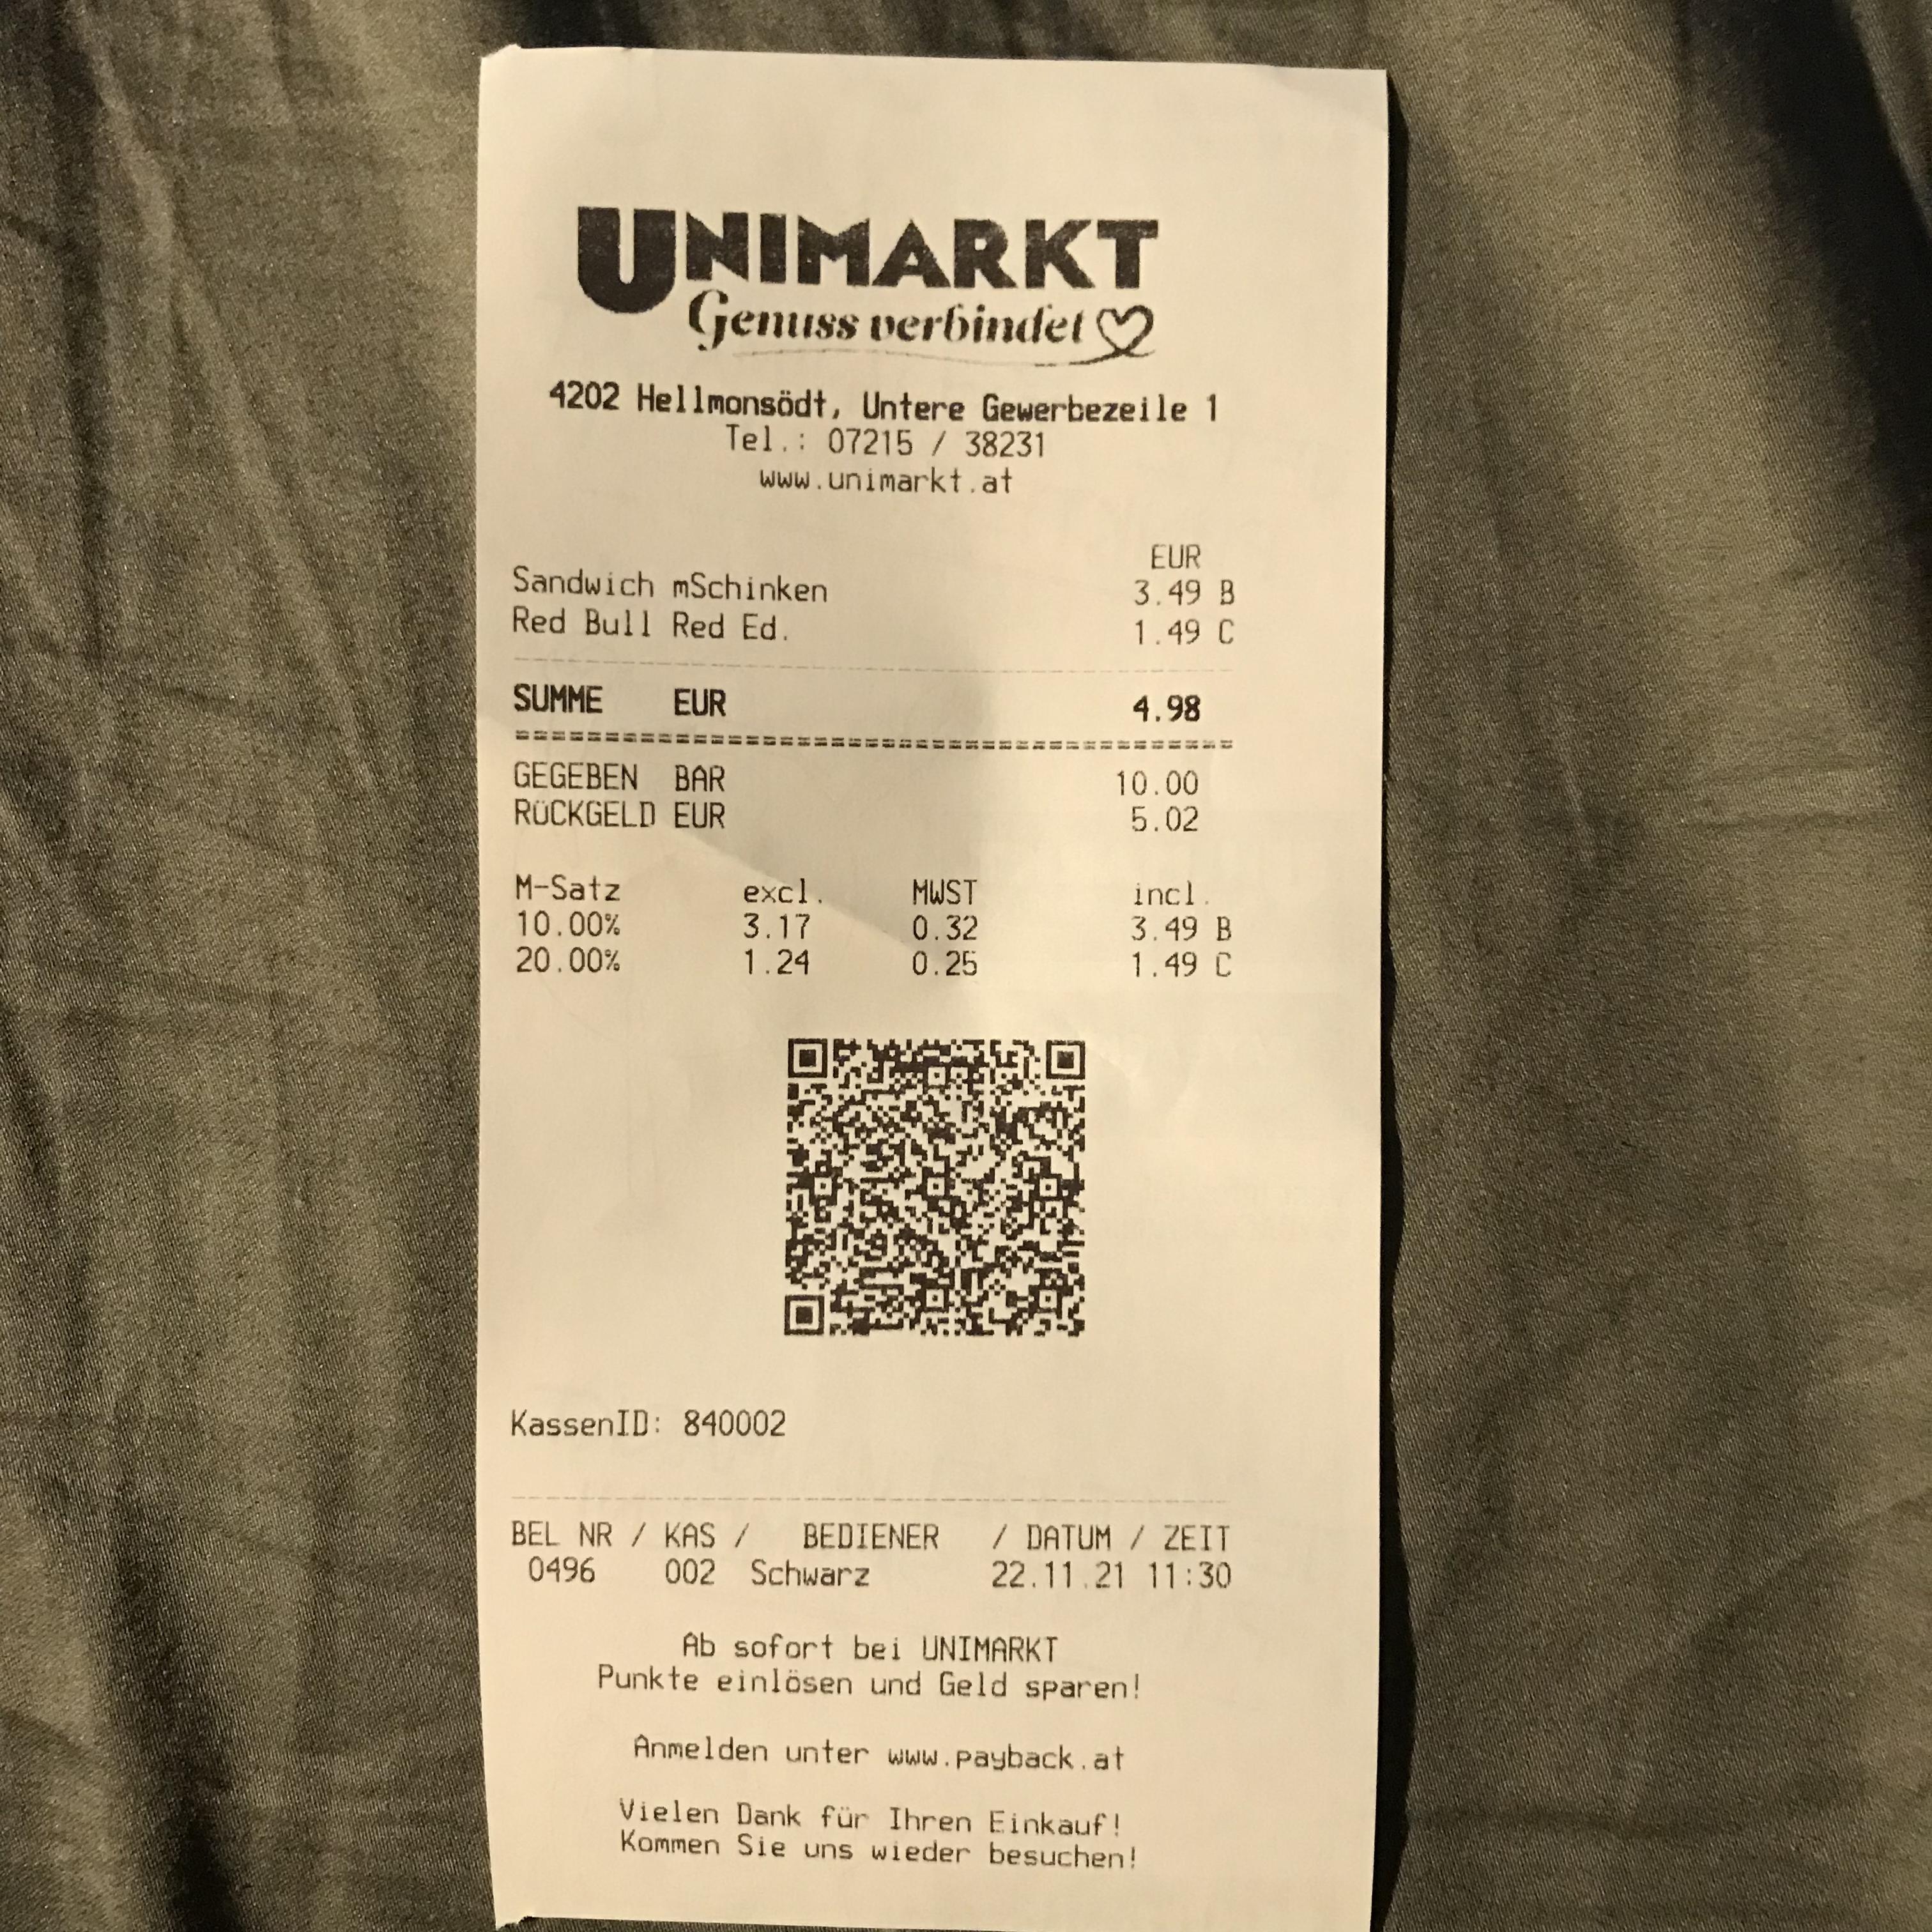 UNIMARKT
Genuss verbindet
4202 Hellmonsödt, Untere Gewerbezeile 1
Tel.: 07215 / 38231
www.unimarkt.at
EUR
Sandwich mSchinken 3.49 B
Red Bull Red Ed. 1.49 C
SUMME EUR 4.98
GEGEBEN BAR 10.00
RÜCKGELD EUR 5.02
M-Satz excl. MWST incl.
10.00% 3.17 0.32 3.49 B
20.00% 1.24 0.25 1.49 C
KassenID: 840002
BEL NR / KAS / BEDIENER / DATUM / ZEIT
0496 002 Schwarz 22.11.21 11:30
Ab sofort bei UNIMARKT
Punkte einlösen und Geld sparen!
Anmelden unter www.payback.at
Vielen Dank für Ihren Einkauf!
Kommen Sie uns wieder besuchen!